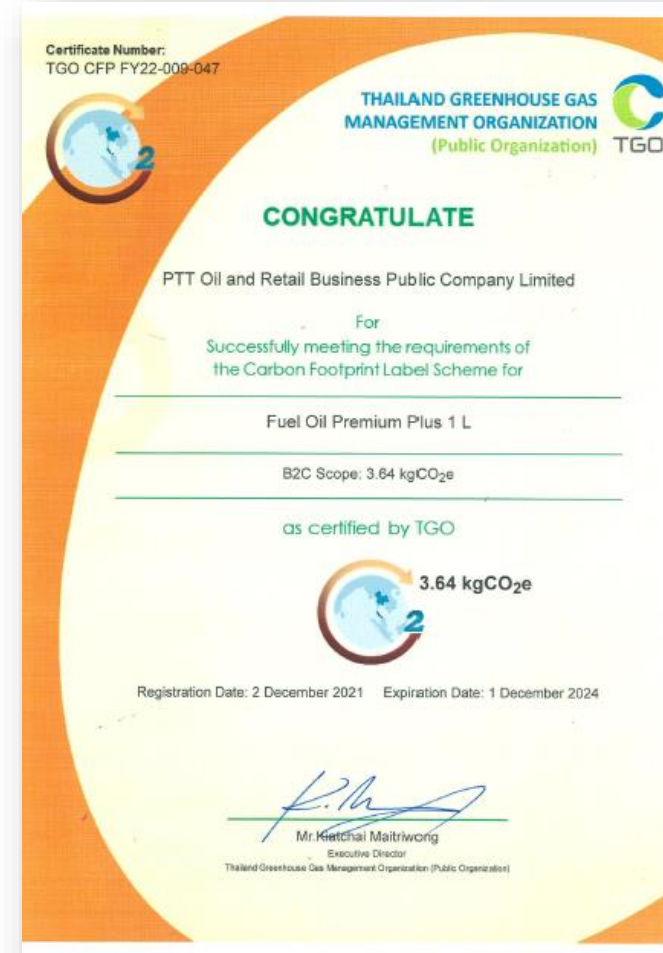 Certificate Number:
TGO CFP FY22-009-047
THAILAND GREENHOUSE GAS
MANAGEMENT ORGANIZATION
(Public Organization)
TGO
2
CONGRATULATE
PTT Oil and Retail Business Public Company Limited
For
Successfully meeting the requirements of
the Carbon Footprint Label Scheme for
Fuel Oil Premium Plus 1 L
B2C Scope: 3.64 kgCO2e
as certified by TGO
3.64 kgCO2e
2
Registration Date: 2 December 2021 Expiration Date: 1 December 2024
Mr.Kiatchai Maitriwong
Executive Director
Thailand Greenhouse Gas Management Organization (Public Organization)